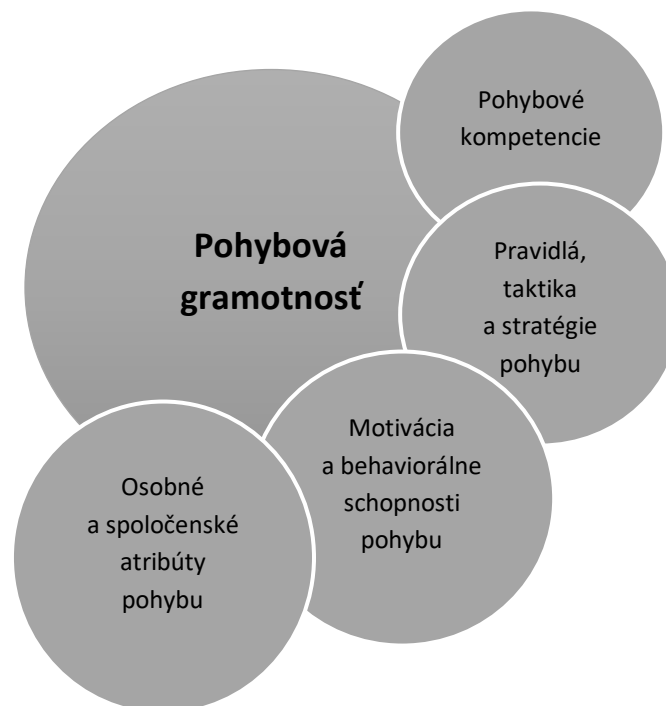 Pohybové
kompetencie
Pohybová
gramotnosť
Pravidlá,
taktika
a stratégie
pohybu
Motivácia
a behaviorálne
schopnosti
pohybu
Osobné
a spoločenské
atribúty
pohybu